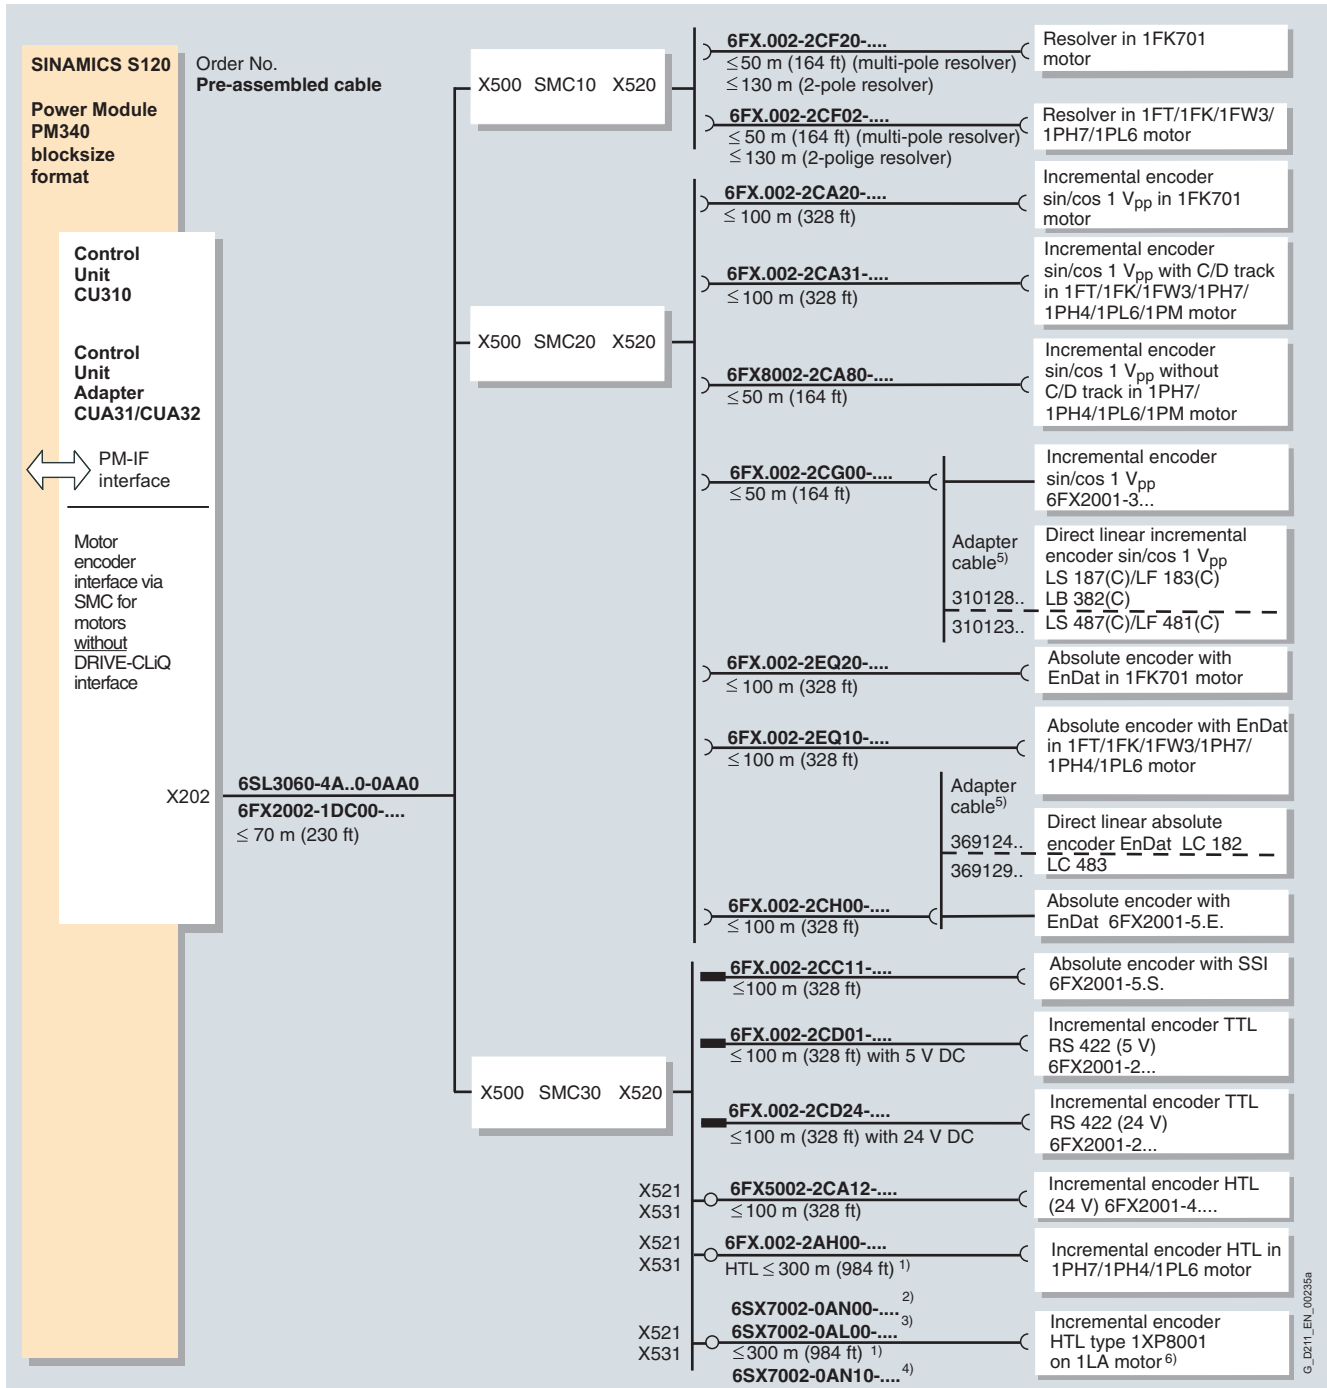 SINAMICS S120
Power Module
PM340
blocksize
format
Order No.
Pre-assembled cable
Control
Unit
CU310
Control
Unit
Adapter
CUA31/CUA32
PM-IF
interface
Motor
encoder
interface via
SMC for
motors
without
DRIVE-CLiQ
interface
X202
6SL3060-4A..0-0AA0
6FX2002-1DC00-....
≤ 70 m (230 ft)
X500 SMC10 X520
6FX.002-2CF20-....
≤ 50 m (164 ft) (multi-pole resolver)
≤ 130 m (2-pole resolver)
Resolver in 1FK701
motor
6FX.002-2CF02-....
≤ 50 m (164 ft) (multi-pole resolver)
≤ 130 m (2-polige resolver)
Resolver in 1FT/1FK/1FW3/
1PH7/1PL6 motor
X500 SMC20 X520
6FX.002-2CA20-....
≤ 100 m (328 ft)
Incremental encoder
sin/cos 1 Vpp in 1FK701
motor
6FX.002-2CA31-....
≤ 100 m (328 ft)
Incremental encoder
sin/cos 1 Vpp with C/D track
in 1FT/1FK/1FW3/1PH7/
1PH4/1PL6/1PM motor
6FX8002-2CA80-....
≤ 50 m (164 ft)
Incremental encoder
sin/cos 1 Vpp without
C/D track in 1PH7/
1PH4/1PL6/1PM motor
6FX.002-2CG00-....
≤ 50 m (164 ft)
Incremental encoder
sin/cos 1 Vpp
6FX2001-3...
Adapter
cable5)
310128..
310123..
Direct linear incremental
encoder sin/cos 1 Vpp
LS 187(C)/LF 183(C)
LB 382(C)
LS 487(C)/LF 481(C)
6FX.002-2EQ20-....
≤ 100 m (328 ft)
Absolute encoder with
EnDat in 1FK701 motor
6FX.002-2EQ10-....
≤ 100 m (328 ft)
Absolute encoder with EnDat
in 1FT/1FK/1FW3/1PH7/
1PH4/1PL6 motor
Adapter
cable5)
369124..
369129..
Direct linear absolute
encoder EnDat LC 182
LC 483
6FX.002-2CH00-....
≤ 100 m (328 ft)
Absolute encoder with
EnDat 6FX2001-5.E.
X500 SMC30 X520
6FX.002-2CC11-....
≤ 100 m (328 ft)
Absolute encoder with SSI
6FX2001-5.S.
6FX.002-2CD01-....
≤ 100 m (328 ft) with 5 V DC
Incremental encoder TTL
RS 422 (5 V)
6FX2001-2...
6FX.002-2CD24-....
≤ 100 m (328 ft) with 24 V DC
Incremental encoder TTL
RS 422 (24 V)
6FX2001-2...
X521
X531
6FX5002-2CA12-....
≤ 100 m (328 ft)
Incremental encoder HTL
(24 V) 6FX2001-4....
X521
X531
6FX.002-2AH00-....
HTL ≤ 300 m (984 ft) 1)
Incremental encoder HTL in
1PH7/1PH4/1PL6 motor
X521
X531
6SX7002-0AN00-.... 2)
6SX7002-0AL00-.... 3)
≤ 300 m (984 ft) 1)
6SX7002-0AN10-.... 4)
Incremental encoder
HTL type 1XP8001
on 1LA motor 6)
G_D211_EN_00235a